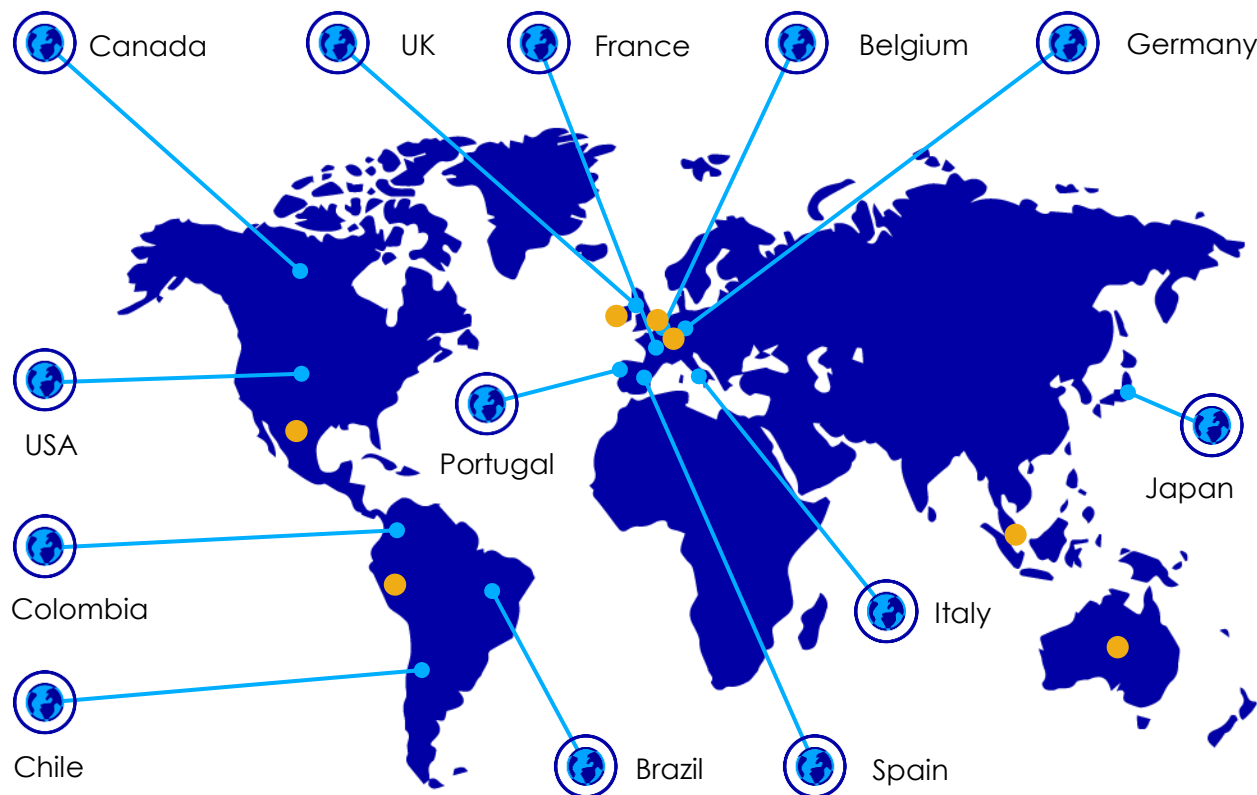 Canada
UK
France
Belgium
Germany
USA
Portugal
Japan
Colombia
Italy
Chile
Brazil
Spain